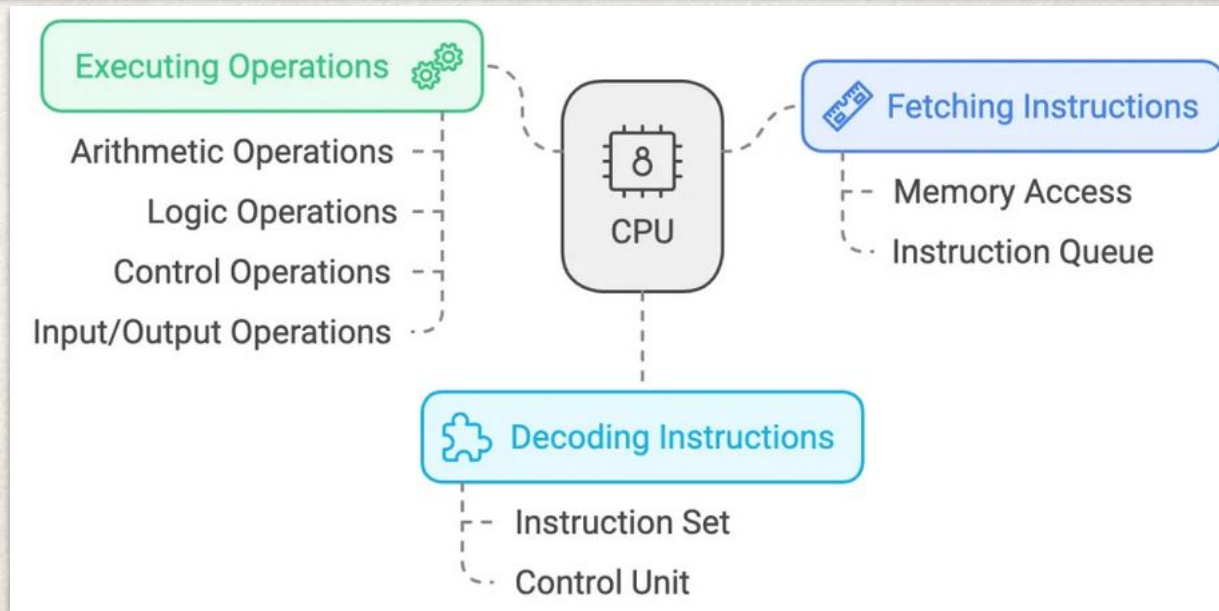 Executing Operations
Arithmetic Operations
Logic Operations
Control Operations
Input/Output Operations
8
CPU
Fetching Instructions
Memory Access
Instruction Queue
Decoding Instructions
Instruction Set
Control Unit